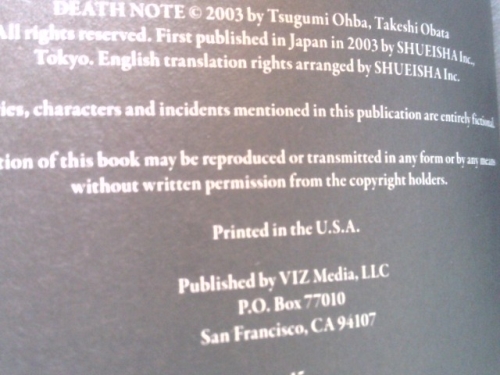 DEATH NOTE © 2003 by Tsugumi Ohba, Takeshi Obata
All rights reserved. First published in Japan in 2003 by SHUEISHA Inc.,
Tokyo. English translation rights arranged by SHUEISHA Inc.
ies, characters and incidents mentioned in this publication are entirely fictional.
tion of this book may be reproduced or transmitted in any form or by any means
without written permission from the copyright holders.
Printed in the U.S.A.
Published by VIZ Media, LLC
P.O. Box 77010
San Francisco, CA 94107